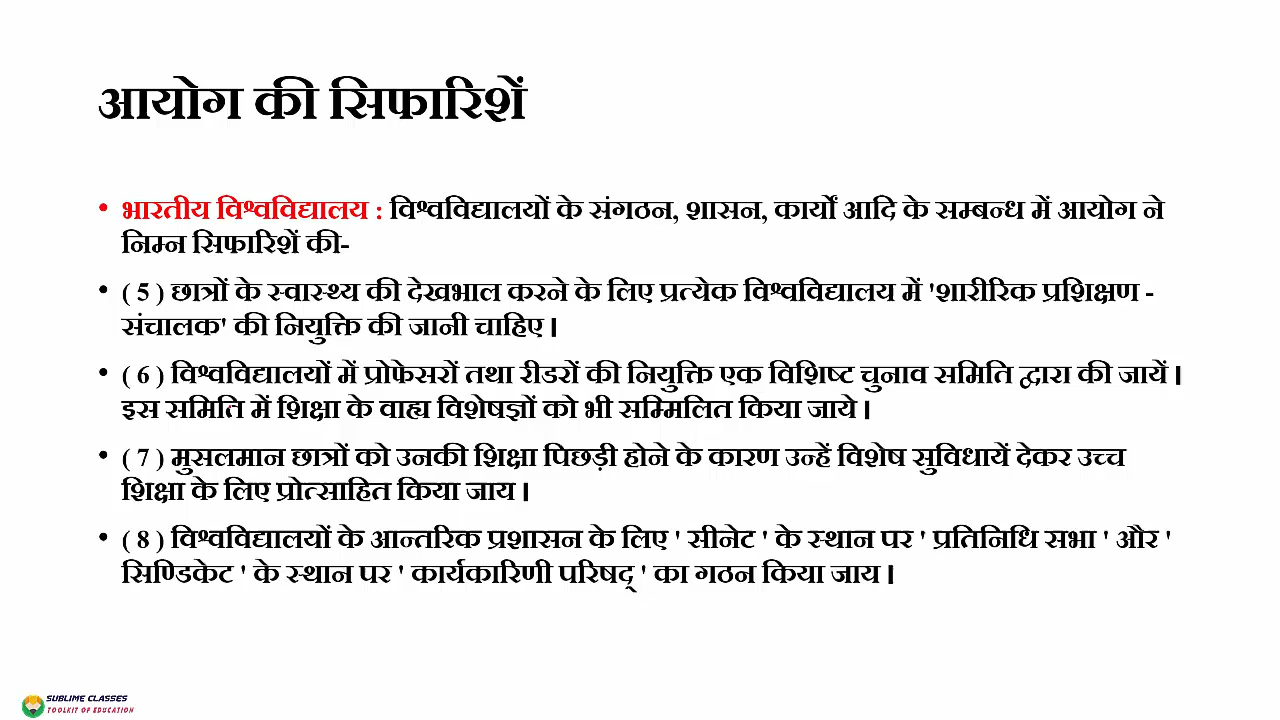 आयोग की सिफारिशें
• भारतीय विश्वविद्यालय : विश्वविद्यालयों के संगठन, शासन, कार्यों आदि के सम्बन्ध में आयोग ने
निम्न सिफारिशें की-
• ( 5 ) छात्रों के स्वास्थ्य की देखभाल करने के लिए प्रत्येक विश्वविद्यालय में 'शारीरिक प्रशिक्षण -
संचालक' की नियुक्ति की जानी चाहिए ।
• ( 6 ) विश्वविद्यालयों में प्रोफेसरों तथा रीडरों की नियुक्ति एक विशिष्ट चुनाव समिति द्वारा की जायें ।
इस समिति में शिक्षा के वाह्य विशेषज्ञों को भी सम्मिलित किया जाये ।
• ( 7 ) मुसलमान छात्रों को उनकी शिक्षा पिछड़ी होने के कारण उन्हें विशेष सुविधायें देकर उच्च
शिक्षा के लिए प्रोत्साहित किया जाय ।
• ( 8 ) विश्वविद्यालयों के आन्तरिक प्रशासन के लिए ' सीनेट ' के स्थान पर ' प्रतिनिधि सभा ' और '
सिण्डिकेट ' के स्थान पर ' कार्यकारिणी परिषद् ' का गठन किया जाय ।
SUBLIME CLASSES
TOOLKIT OF EDUCATION